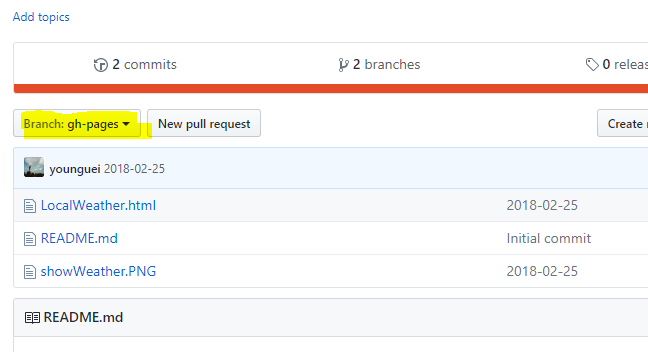 Add topics
2 commits 2 branches 0 releas
Branch: gh-pages New pull request Create
younguei 2018-02-25
LocalWeather.html 2018-02-25
README.md Initial commit
showWeather.PNG 2018-02-25
README.md